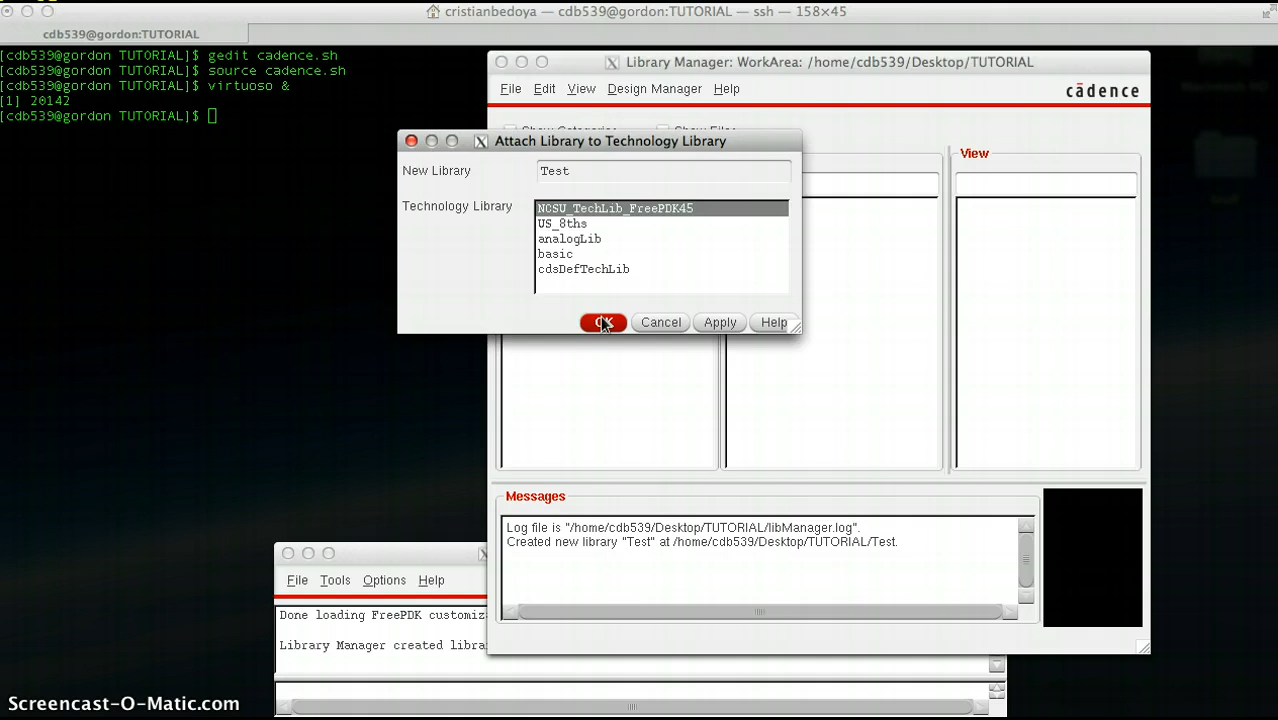 cristianbedoya — cdb539@gordon:TUTORIAL — ssh — 158×45
cdb539@gordon TUTORIAL
[cdb539@gordon TUTORIAL]$ gedit cadence.sh
[cdb539@gordon TUTORIAL]$ source cadence.sh
[cdb539@gordon TUTORIAL]$ virtuoso &
[1] 20142
[cdb539@gordon TUTORIAL]$
Library Manager: WorkArea: /home/cdb539/Desktop/TUTORIAL
File Edit View Design Manager Help
cādence
Attach Library to Technology Library
View
New Library Test
Technology Library
NCSU_TechLib_FreePDK45
US_8ths
analogLib
basic
cdsDefTechLib
OK Cancel Apply Help
Messages
Log file is "/home/cdb539/Desktop/TUTORIAL/libManager.log".
Created new library "Test" at /home/cdb539/Desktop/TUTORIAL/Test.
File Tools Options Help
Done loading FreePDK
Library Manager created
Screencast-O-Matic.com